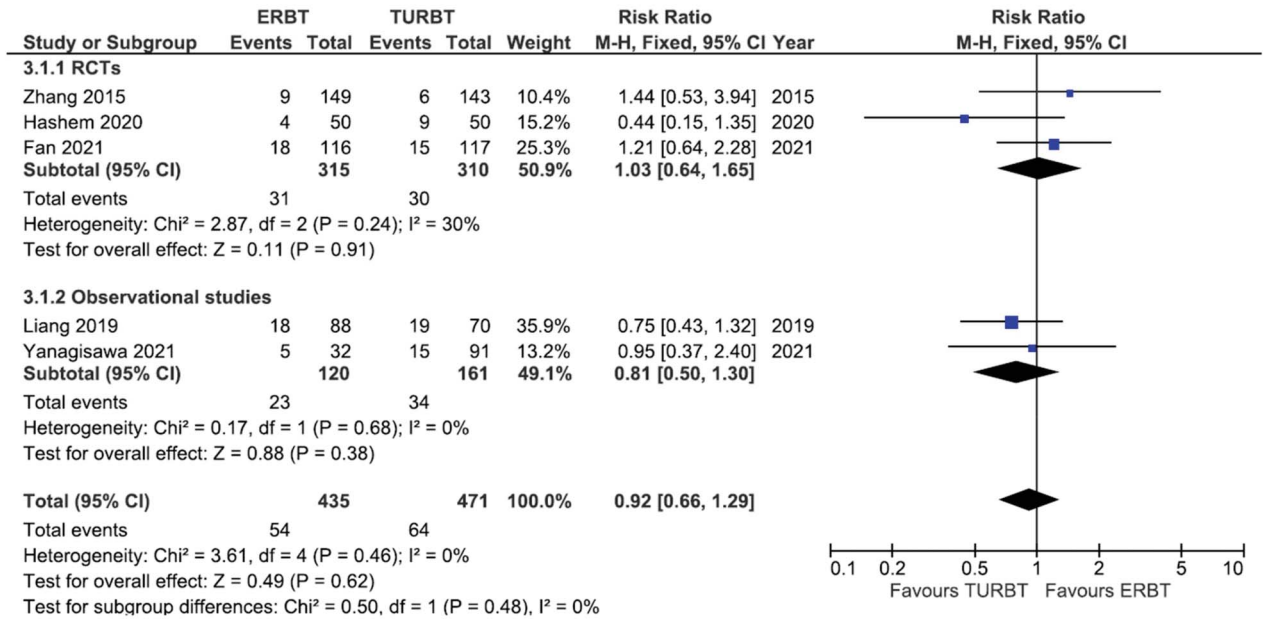 ERBT TURBT Risk Ratio Risk Ratio
Study or Subgroup Events Total Events Total Weight M-H, Fixed, 95% CI Year M-H, Fixed, 95% CI
3.1.1 RCTs
Zhang 2015 9 149 6 143 10.4% 1.44 [0.53, 3.94] 2015
Hashem 2020 4 50 9 50 15.2% 0.44 [0.15, 1.35] 2020
Fan 2021 18 116 15 117 25.3% 1.21 [0.64, 2.28] 2021
Subtotal (95% CI) 315 310 50.9% 1.03 [0.64, 1.65]
Total events 31 30
Heterogeneity: Chi² = 2.87, df = 2 (P = 0.24); I² = 30%
Test for overall effect: Z = 0.11 (P = 0.91)
3.1.2 Observational studies
Liang 2019 18 88 19 70 35.9% 0.75 [0.43, 1.32] 2019
Yanagisawa 2021 5 32 15 91 13.2% 0.95 [0.37, 2.40] 2021
Subtotal (95% CI) 120 161 49.1% 0.81 [0.50, 1.30]
Total events 23 34
Heterogeneity: Chi² = 0.17, df = 1 (P = 0.68); I² = 0%
Test for overall effect: Z = 0.88 (P = 0.38)
Total (95% CI) 435 471 100.0% 0.92 [0.66, 1.29]
Total events 54 64
Heterogeneity: Chi² = 3.61, df = 4 (P = 0.46); I² = 0%
Test for overall effect: Z = 0.49 (P = 0.62)
Test for subgroup differences: Chi² = 0.50, df = 1 (P = 0.48), I² = 0%
0.1 0.2 0.5 1 2 5 10
Favours TURBT Favours ERBT